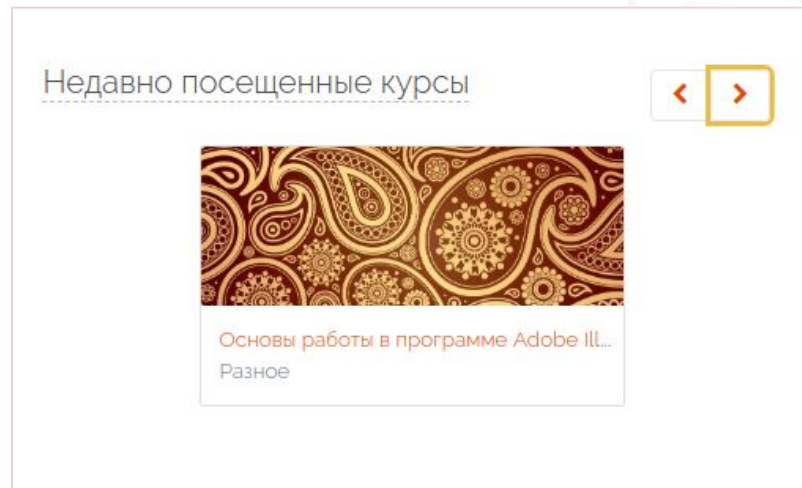 Недавно посещенные курсы
Основы работы в программе Adobe Ill...
Разное